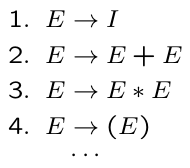 1. E → I
2. E → E + E
3. E → E * E
4. E → (E)
...